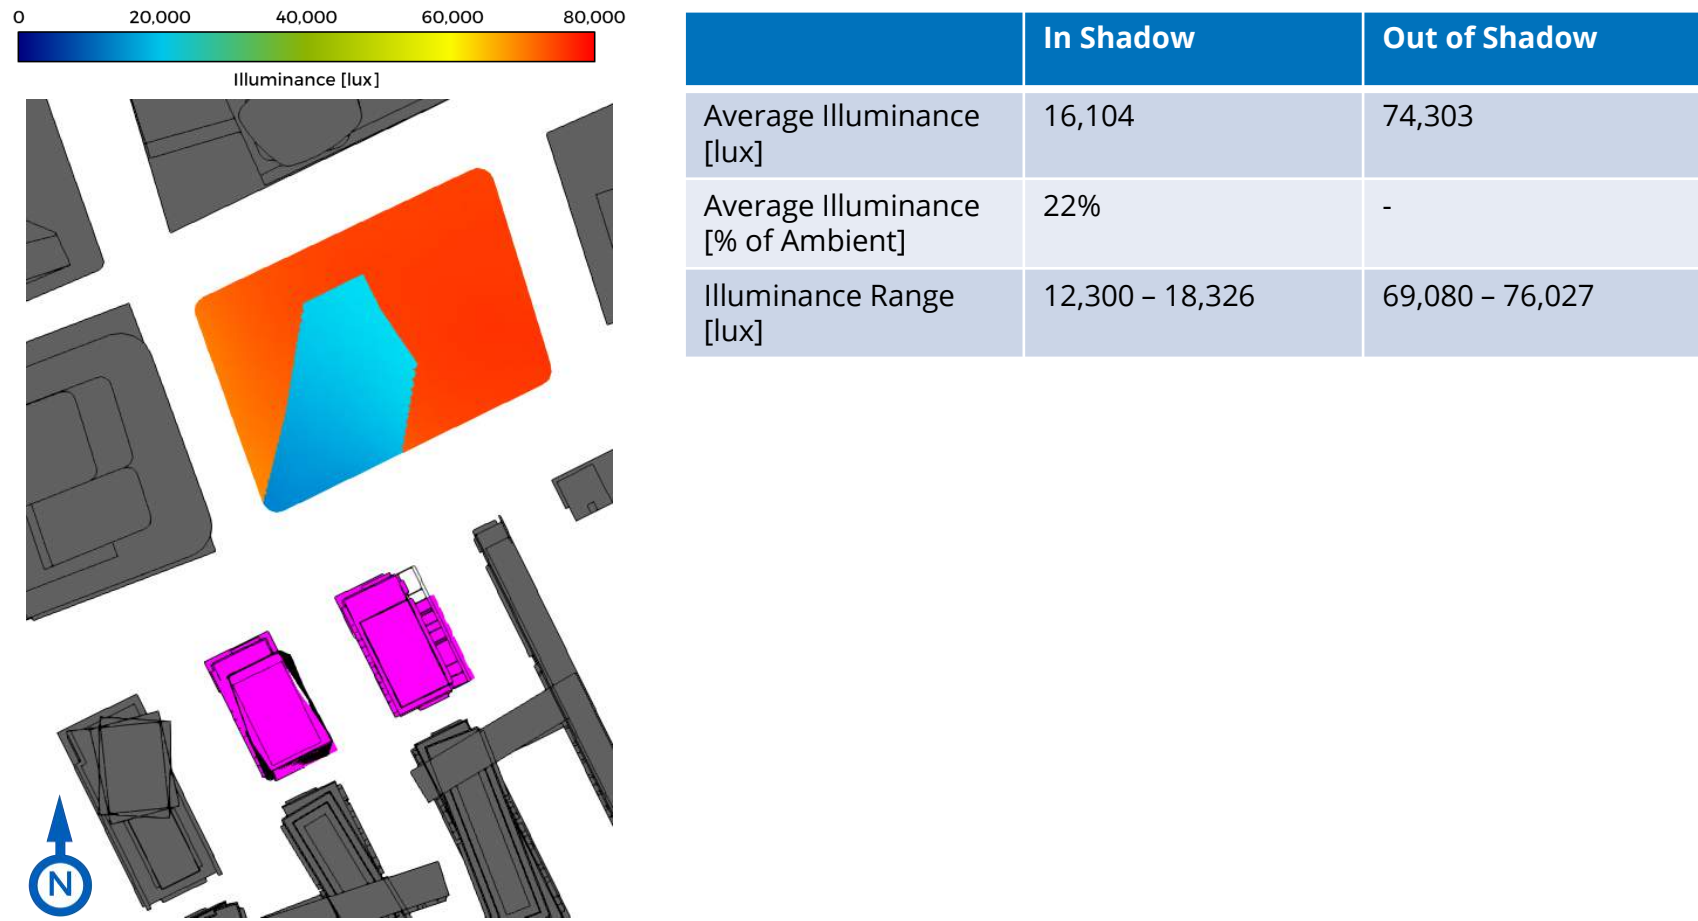 0 20,000 40,000 60,000 80,000
Illuminance [lux]
In Shadow Out of Shadow
Average Illuminance [lux] 16,104 74,303
Average Illuminance [% of Ambient] 22% -
Illuminance Range [lux] 12,300 – 18,326 69,080 – 76,027
N